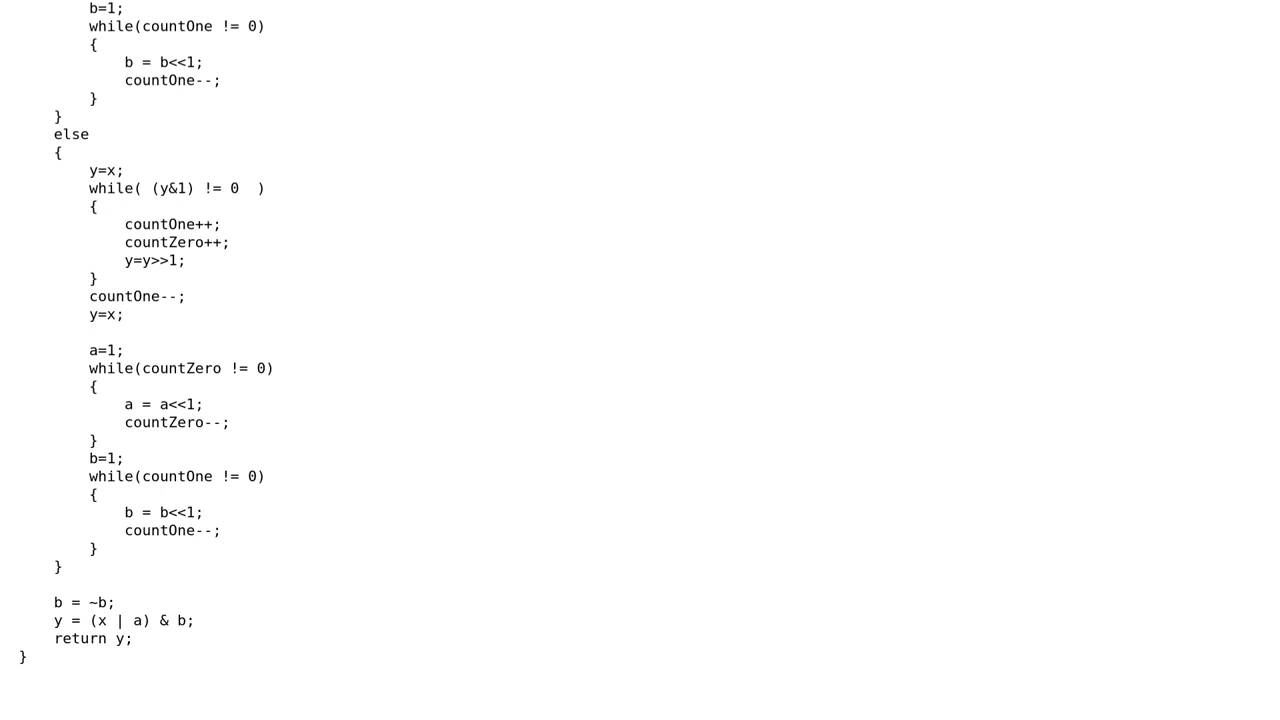 b=1;
while(countOne != 0)
{
b = b<<1;
countOne--;
}
}
else
{
y=x;
while( (y&1) != 0  )
{
countOne++;
countZero++;
y=y>>1;
}
countOne--;
y=x;
a=1;
while(countZero != 0)
{
a = a<<1;
countZero--;
}
b=1;
while(countOne != 0)
{
b = b<<1;
countOne--;
}
}
b = ~b;
y = (x | a) & b;
return y;
}